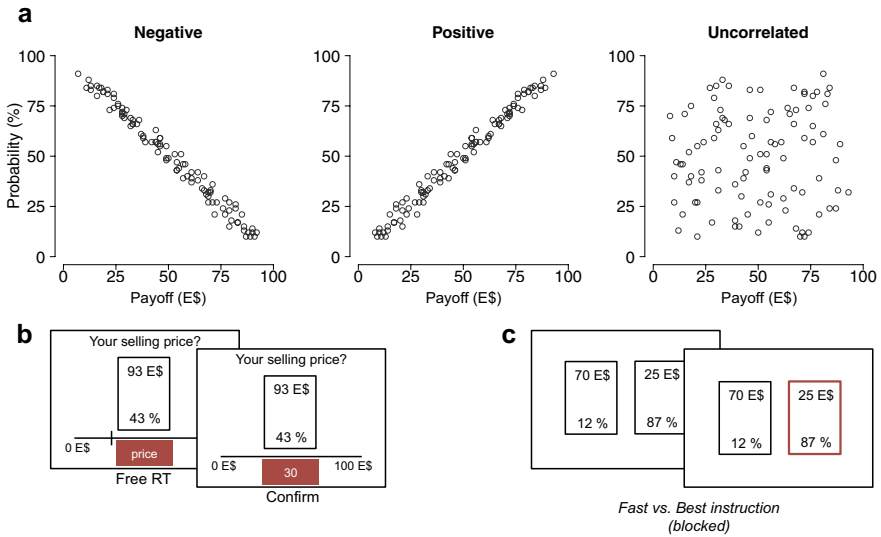 a
Negative
Positive
Uncorrelated
Probability (%)
100
75
50
25
0
0 25 50 75 100
Payoff (E$)
100
75
50
25
0
0 25 50 75 100
Payoff (E$)
100
75
50
25
0
0 25 50 75 100
Payoff (E$)
b
Your selling price?
93 E$
43 %
0 E$
price
Free RT
Your selling price?
93 E$
43 %
0 E$ 100 E$
30
Confirm
c
70 E$ 25 E$
12 % 87 %
70 E$ 25 E$
12 % 87 %
Fast vs. Best instruction
(blocked)